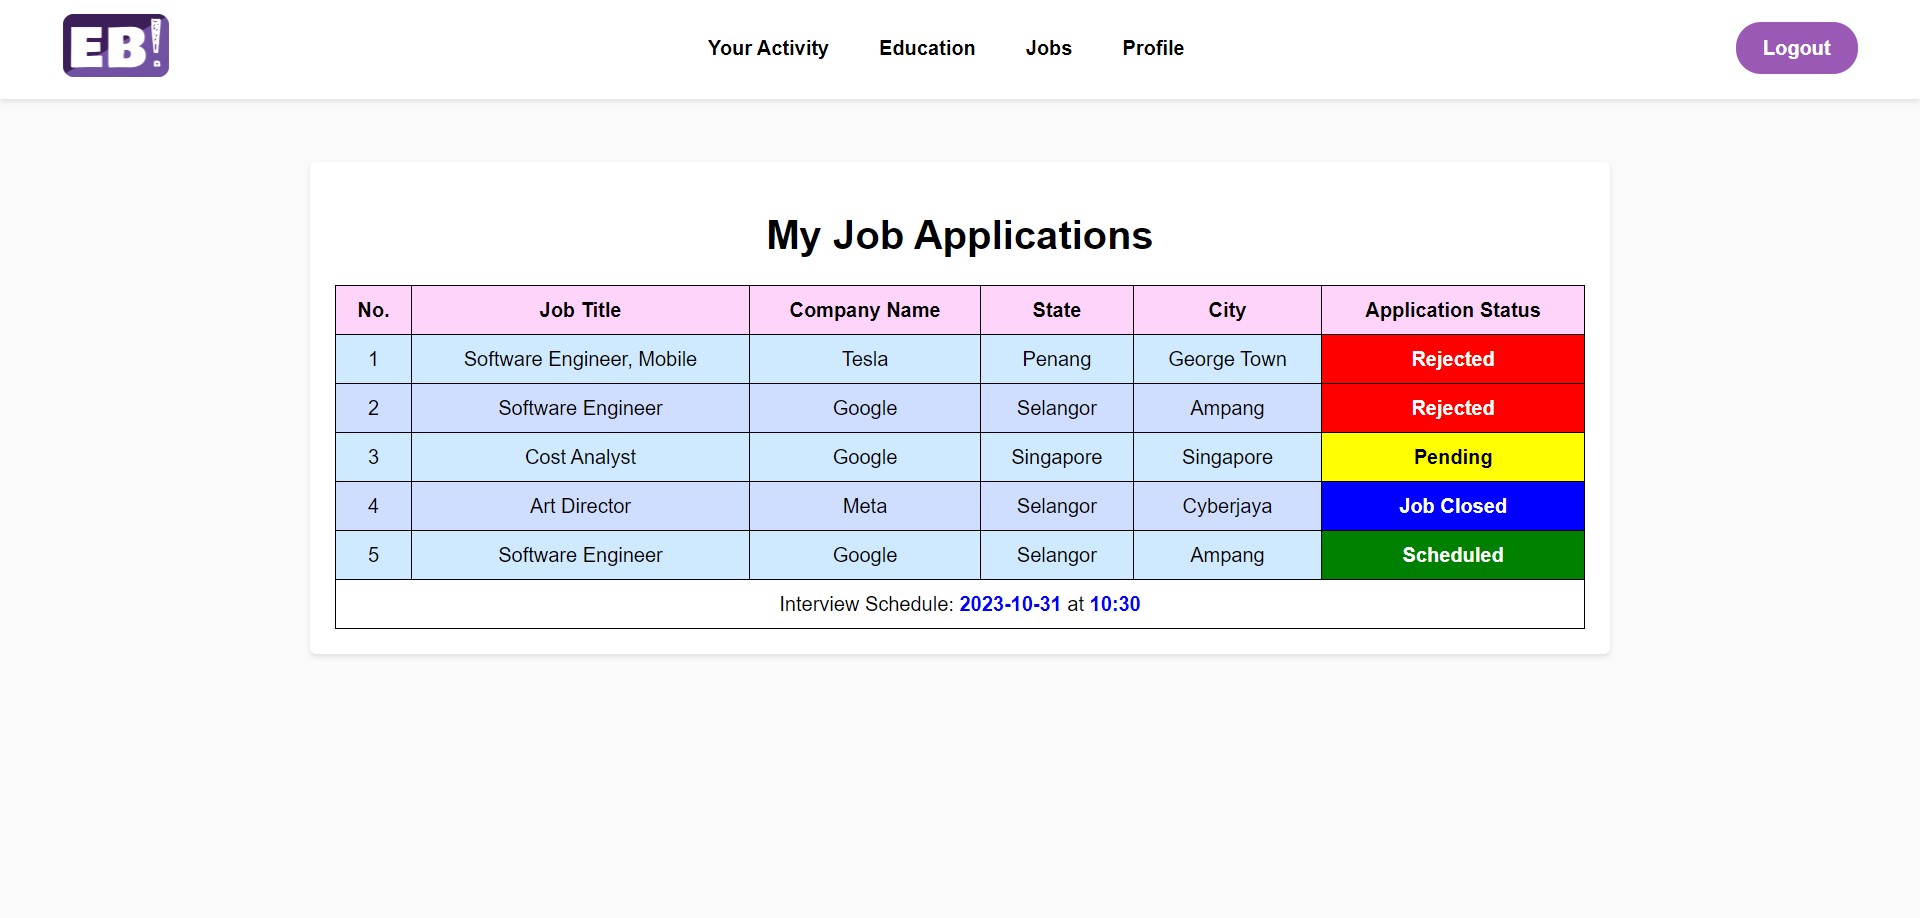 EB!
Your Activity Education Jobs Profile Logout
My Job Applications
No. Job Title Company Name State City Application Status
1 Software Engineer, Mobile Tesla Penang George Town Rejected
2 Software Engineer Google Selangor Ampang Rejected
3 Cost Analyst Google Singapore Singapore Pending
4 Art Director Meta Selangor Cyberjaya Job Closed
5 Software Engineer Google Selangor Ampang Scheduled
Interview Schedule: 2023-10-31 at 10:30